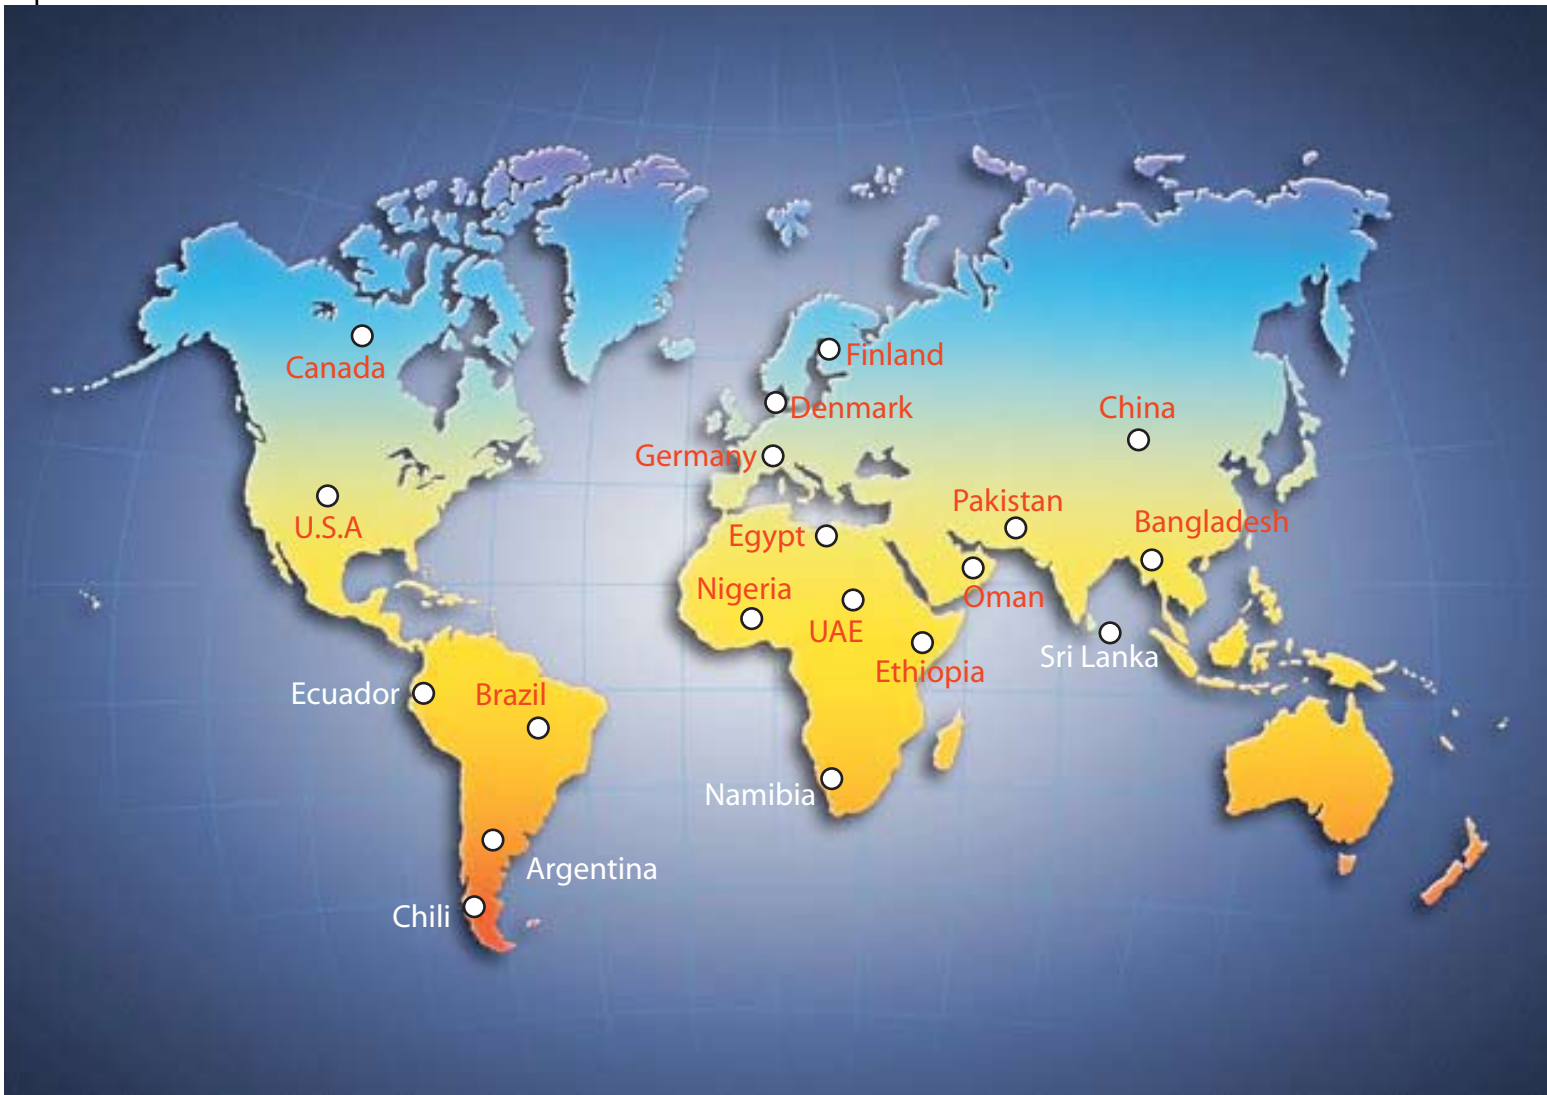 Finland
Canada
Denmark
China
Germany
Pakistan
U.S.A
Bangladesh
Egypt
Nigeria
Oman
UAE
Sri Lanka
Ethiopia
Ecuador
Brazil
Namibia
Argentina
Chili